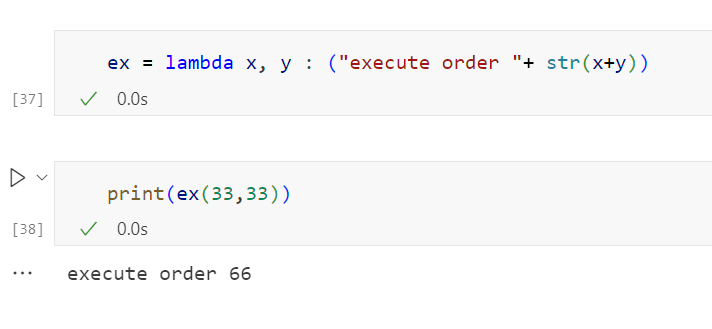 ex = lambda x, y : ("execute order "+ str(x+y))
[37]
0.0s
print(ex(33,33))
[38]
0.0s
... execute order 66